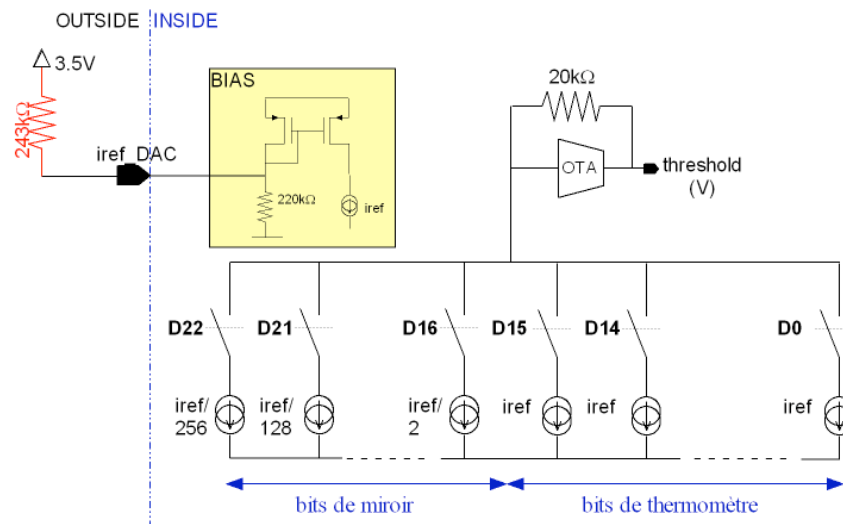 OUTSIDE INSIDE
3.5V
243kΩ
iref_DAC
BIAS
220kΩ
iref
20kΩ
OTA
threshold
(V)
D22 D21 D16 D15 D14 D0
iref/ iref/ iref/ iref iref iref
256 128 2
bits de miroir bits de thermomètre